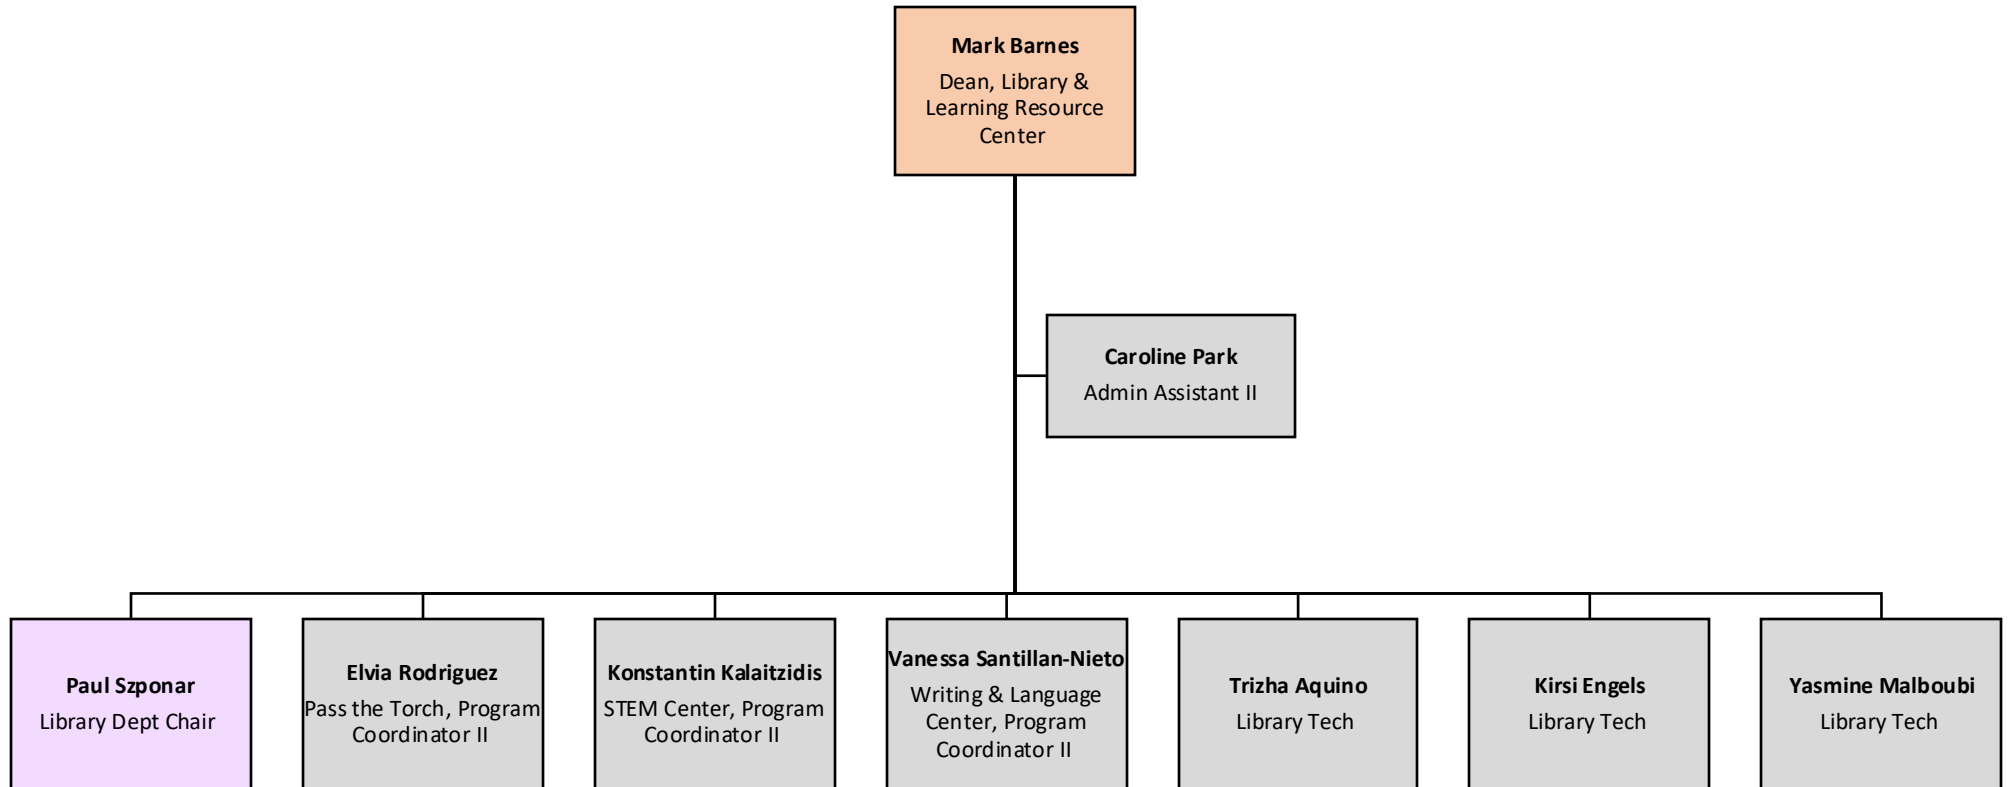 Mark Barnes
Dean, Library &
Learning Resource
Center
Caroline Park
Admin Assistant II
Paul Szponar
Library Dept Chair
Elvia Rodriguez
Pass the Torch, Program
Coordinator II
Konstantin Kalaitzidis
STEM Center, Program
Coordinator II
Vanessa Santillan-Nieto
Writing & Language
Center, Program
Coordinator II
Trizha Aquino
Library Tech
Kirsi Engels
Library Tech
Yasmine Malboubi
Library Tech